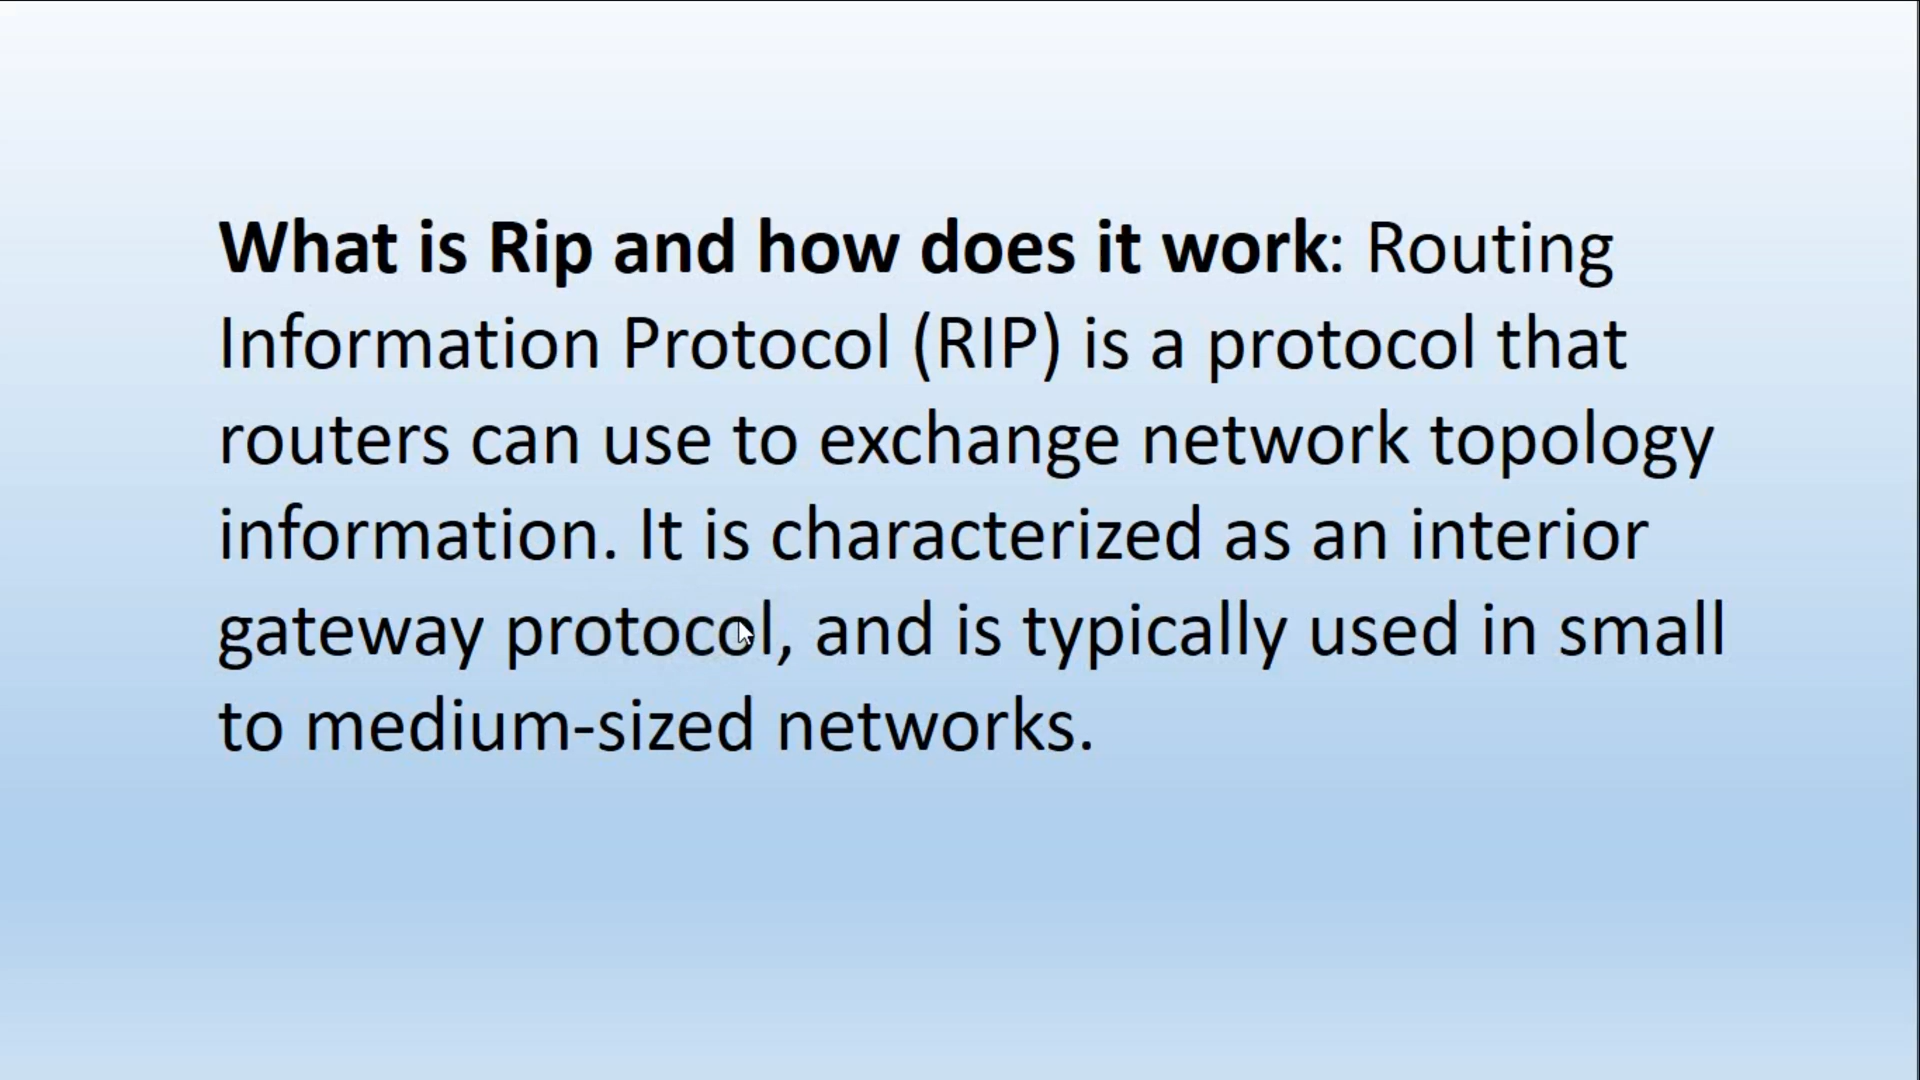 What is Rip and how does it work: Routing
Information Protocol (RIP) is a protocol that
routers can use to exchange network topology
information. It is characterized as an interior
gateway protocol, and is typically used in small
to medium-sized networks.